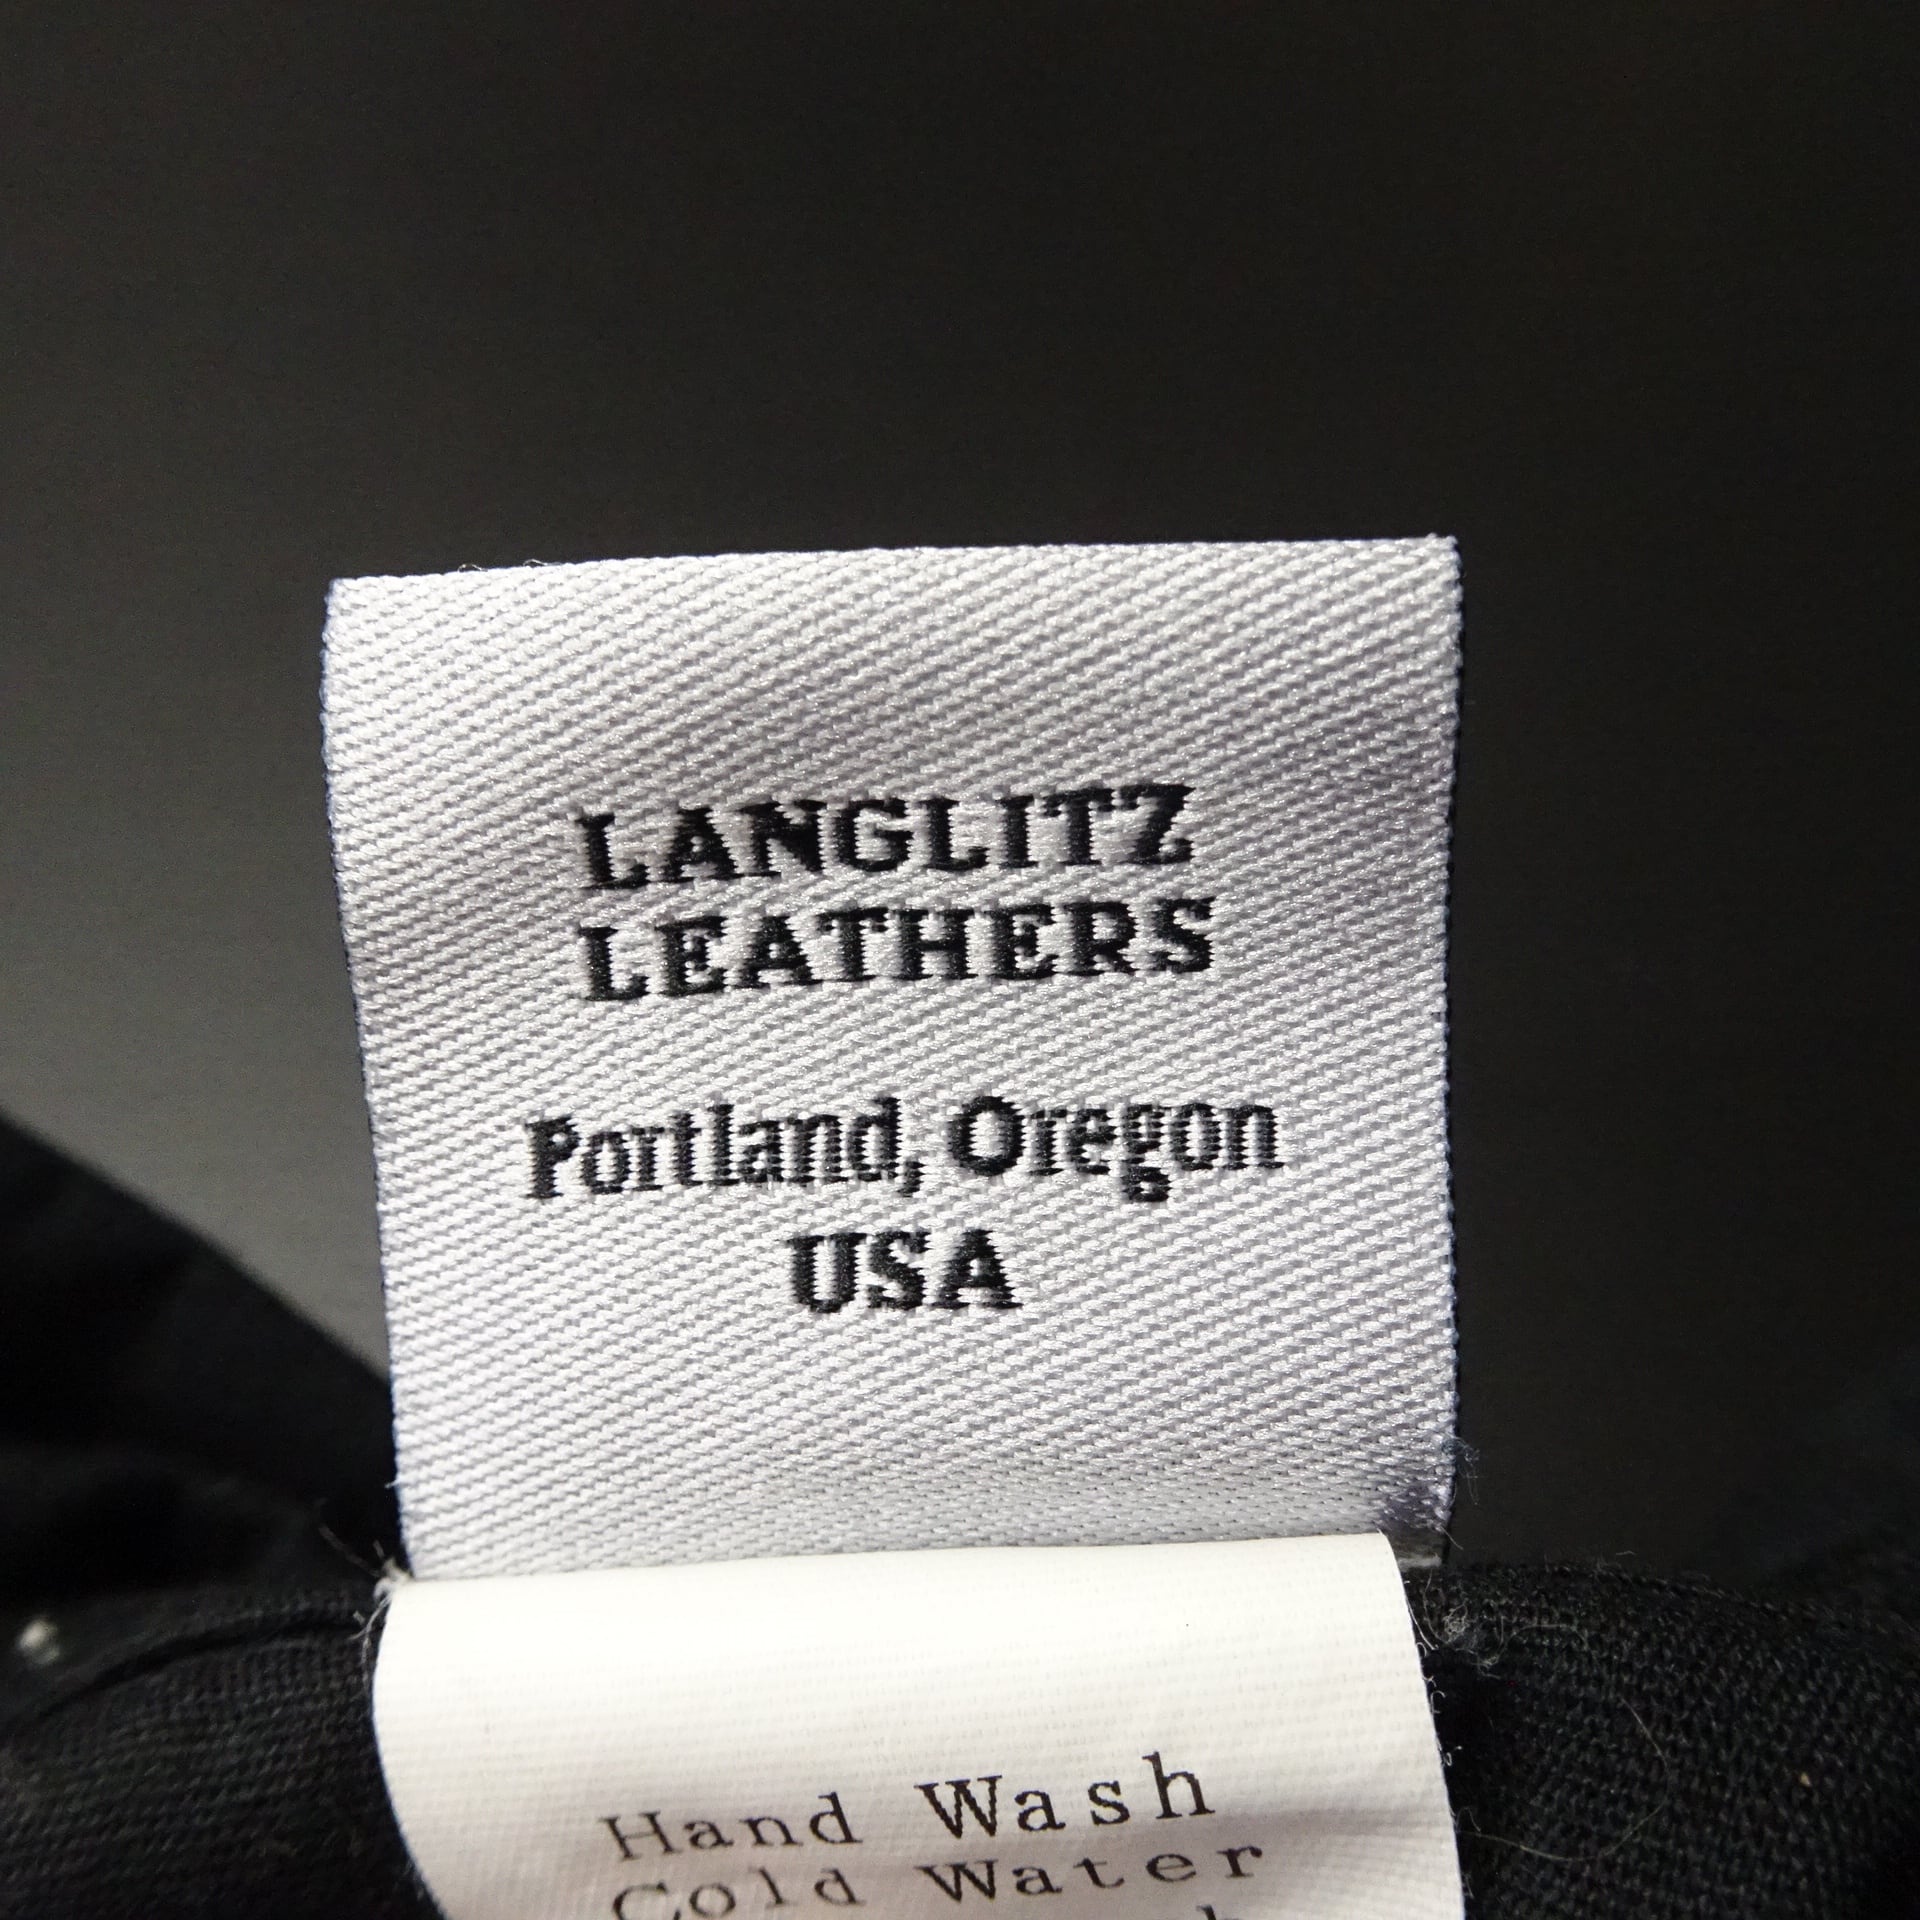 LANGLITZ
LEATHERS
Portland, Oregon
USA
Hand Wash
Cold Water